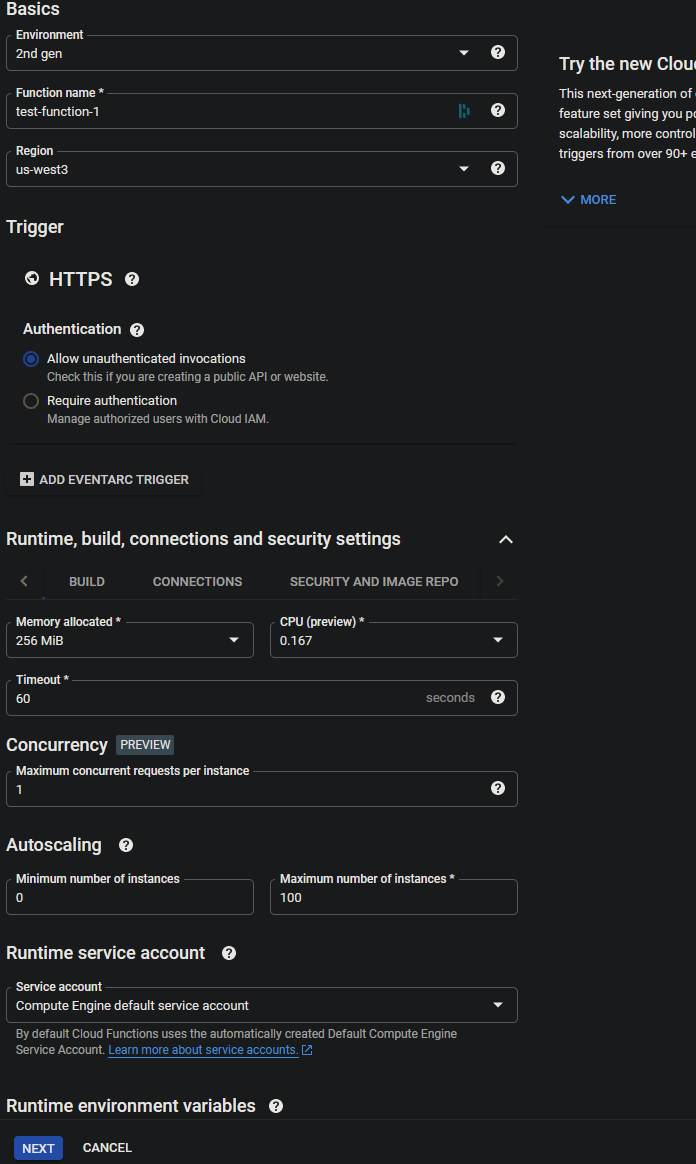 Basics
Environment
2nd gen
Function name *
test-function-1
Region
us-west3
Try the new
This next-generation of
feature set giving you
scalability, more control
triggers from over 90+
MORE
Trigger
HTTPS
Authentication
Allow unauthenticated invocations
Check this if you are creating a public API or website.
Require authentication
Manage authorized users with Cloud IAM.
ADD EVENTARC TRIGGER
Runtime, build, connections and security settings
BUILD CONNECTIONS SECURITY AND IMAGE REPO
Memory allocated * CPU (preview) *
256 MiB 0.167
Timeout *
60 seconds
Concurrency PREVIEW
Maximum concurrent requests per instance
1
Autoscaling
Minimum number of instances Maximum number of instances *
0 100
Runtime service account
Service account
Compute Engine default service account
By default Cloud Functions uses the automatically created Default Compute Engine
Service Account. Learn more about service accounts.
Runtime environment variables
NEXT CANCEL